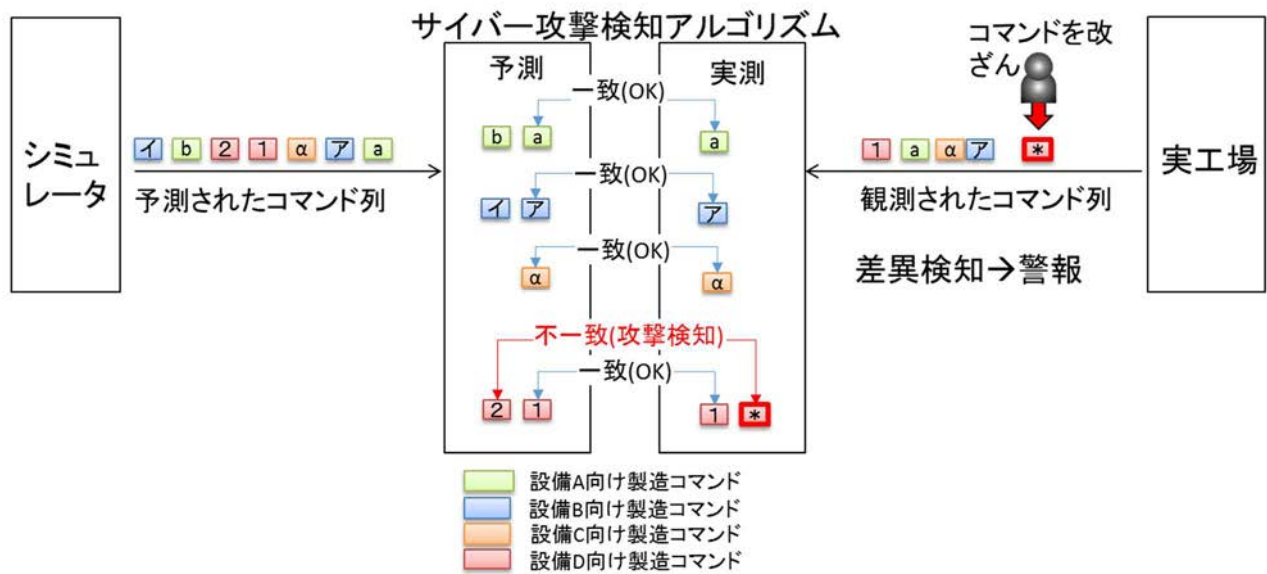 サイバー攻撃検知アルゴリズム
シミュ
レータ
イ b 2 1 α ア a
予測されたコマンド列
予測
実測
一致(OK)
b a
a
一致(OK)
イ ア
ア
一致(OK)
α
α
不一致(攻撃検知)
一致(OK)
2 1
1 *
コマンドを改
ざん
1 a α ア *
観測されたコマンド列
差異検知→警報
実工場
設備A向け製造コマンド
設備B向け製造コマンド
設備C向け製造コマンド
設備D向け製造コマンド